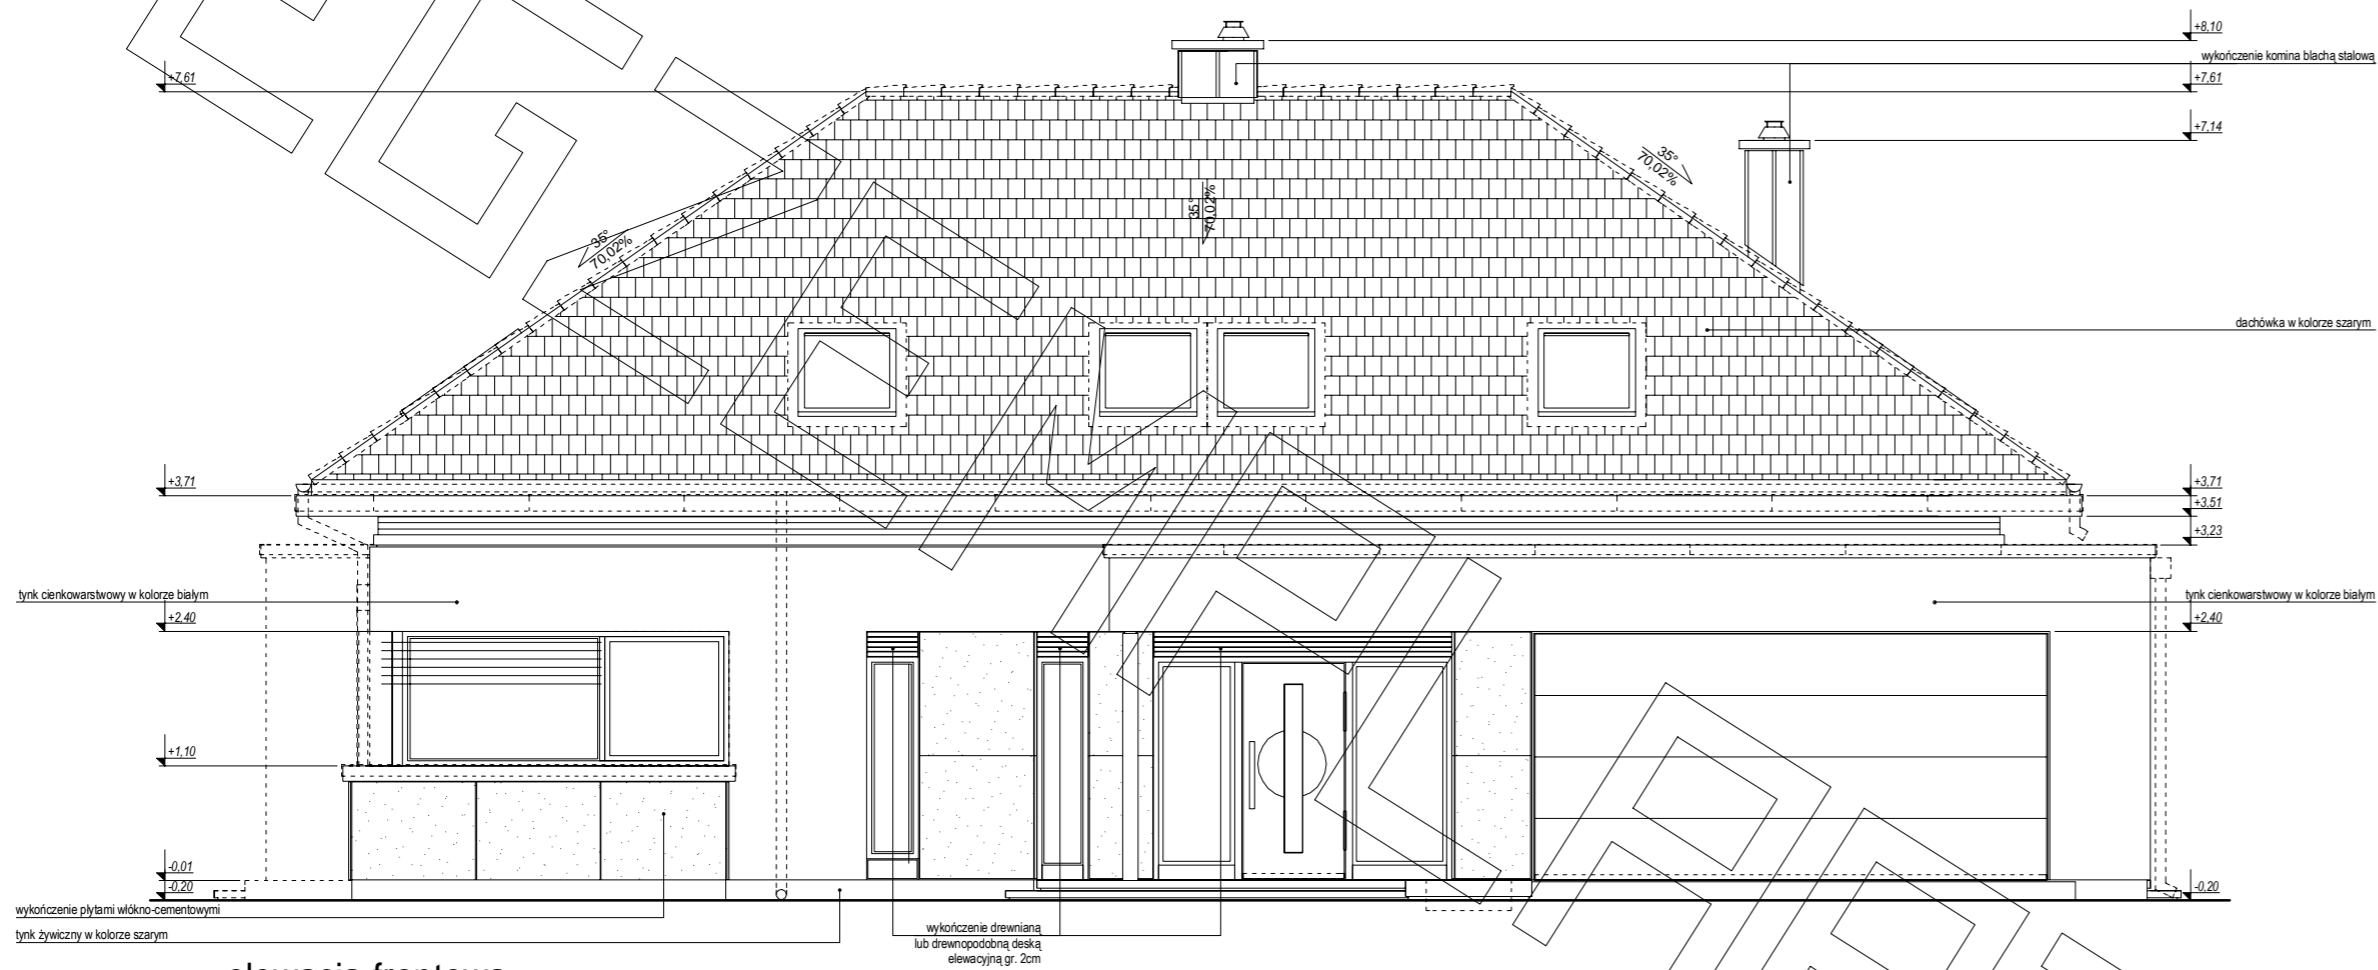 +8,10
wykończenie komina blachą stalową
+7,61
+7,61
+7,14
35°
70,02%
35°
70,02%
35°
70,02%
dachówka w kolorze szarym
+3,71
+3,71
+3,51
+3,23
tynk cienkowarstwowy w kolorze białym
tynk cienkowarstwowy w kolorze białym
+2,40
+2,40
+1,10
-0,01
-0,20
-0,20
wykończenie płytami włókno-cementowymi
wykończenie drewnianą
lub drewnopodobną deską
elewacyjną gr. 2cm
tynk żywiczny w kolorze szarym
elewacja frontowa